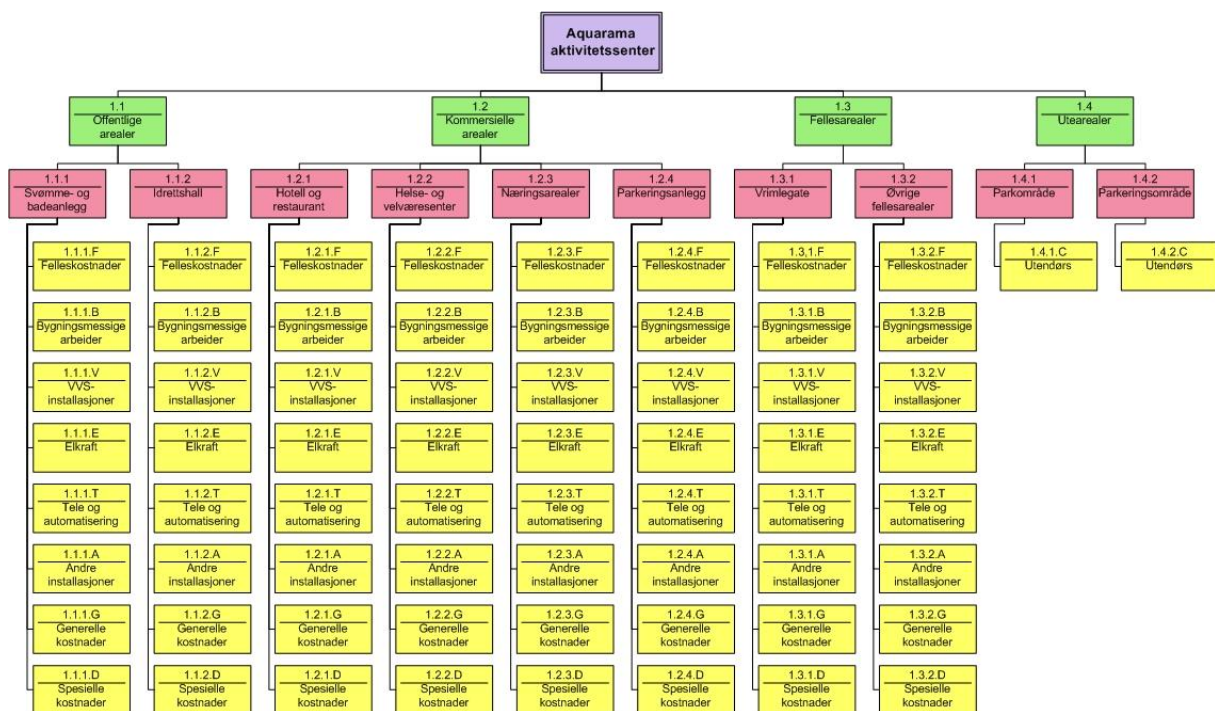 Aquarama
aktivitetssenter
1.1
Offentlige
arealer
1.2
Kommersielle
arealer
1.3
Fellesarealer
1.4
Utearealer
1.1.1
Svømme- og
badeanlegg
1.1.2
Idrettshall
1.2.1
Hotell og
restaurant
1.2.2
Helse- og
velværesenter
1.2.3
Næringsarealer
1.2.4
Parkeringsanlegg
1.3.1
Vrimlegate
1.3.2
Øvrige
fellesarealer
1.4.1
Parkområde
1.4.2
Parkeringsområde
1.1.1.F
Felleskostnader
1.1.2.F
Felleskostnader
1.2.1.F
Felleskostnader
1.2.2.F
Felleskostnader
1.2.3.F
Felleskostnader
1.2.4.F
Felleskostnader
1.3,1.F
Felleskostnader
1.3.2.F
Felleskostnader
1.4.1.C
Utendørs
1.4.2.C
Utendørs
1.1.1.B
Bygningsmessige
arbeider
1.1.2.B
Bygningsmessige
arbeider
1.2.1.B
Bygningsmessige
arbeider
1.2.2.B
Bygningsmessige
arbeider
1.2.3.B
Bygningsmessige
arbeider
1.2.4.B
Bygningsmessige
arbeider
1.3.1.B
Bygningsmessige
arbeider
1.3.2.B
Bygningsmessige
arbeider
1.1.1.V
VVS-
installasjoner
1.1.2.V
VVS-
installasjoner
1.2.1.V
VVS-
installasjoner
1.2.2.V
VVS-
installasjoner
1.2.3.V
VVS-
installasjoner
1.2.4.V
VVS-
installasjoner
1.3.1.V
VVS-
installasjoner
1.3.2.V
VVS-
installasjoner
1.1.1.E
Elkraft
1.1.2.E
Elkraft
1.2.1.E
Elkraft
1.2.2.E
Elkraft
1.2.3.E
Elkraft
1.2.4.E
Elkraft
1.3.1.E
Elkraft
1.3.2.E
Elkraft
1.1.1.T
Tele og
automatisering
1.1.2.T
Tele og
automatisering
1.2.1.T
Tele og
automatisering
1.2.2.T
Tele og
automatisering
1.2.3.T
Tele og
automatisering
1.2.4.T
Tele og
automatisering
1.3.1.T
Tele og
automatisering
1.3.2.T
Tele og
automatisering
1.1.1.A
Andre
installasjoner
1.1.2.A
Andre
installasjoner
1.2.1.A
Andre
installasjoner
1.2.2.A
Andre
installasjoner
1.2.3.A
Andre
installasjoner
1.2.4.A
Andre
installasjoner
1.3.1.A
Andre
installasjoner
1.3.2.A
Andre
installasjoner
1.1.1.G
Generelle
kostnader
1.1.2.G
Generelle
kostnader
1.2.1.G
Generelle
kostnader
1.2.2.G
Generelle
kostnader
1.2.3.G
Generelle
kostnader
1.2.4.G
Generelle
kostnader
1.3.1.G
Generelle
kostnader
1.3.2.G
Generelle
kostnader
1.1.1.D
Spesielle
kostnader
1.1.2.D
Spesielle
kostnader
1.2.1.D
Spesielle
kostnader
1.2.2.D
Spesielle
kostnader
1.2.3.D
Spesielle
kostnader
1.2.4.D
Spesielle
kostnader
1.3.1.D
Spesielle
kostnader
1.3.2.D
Spesielle
kostnader